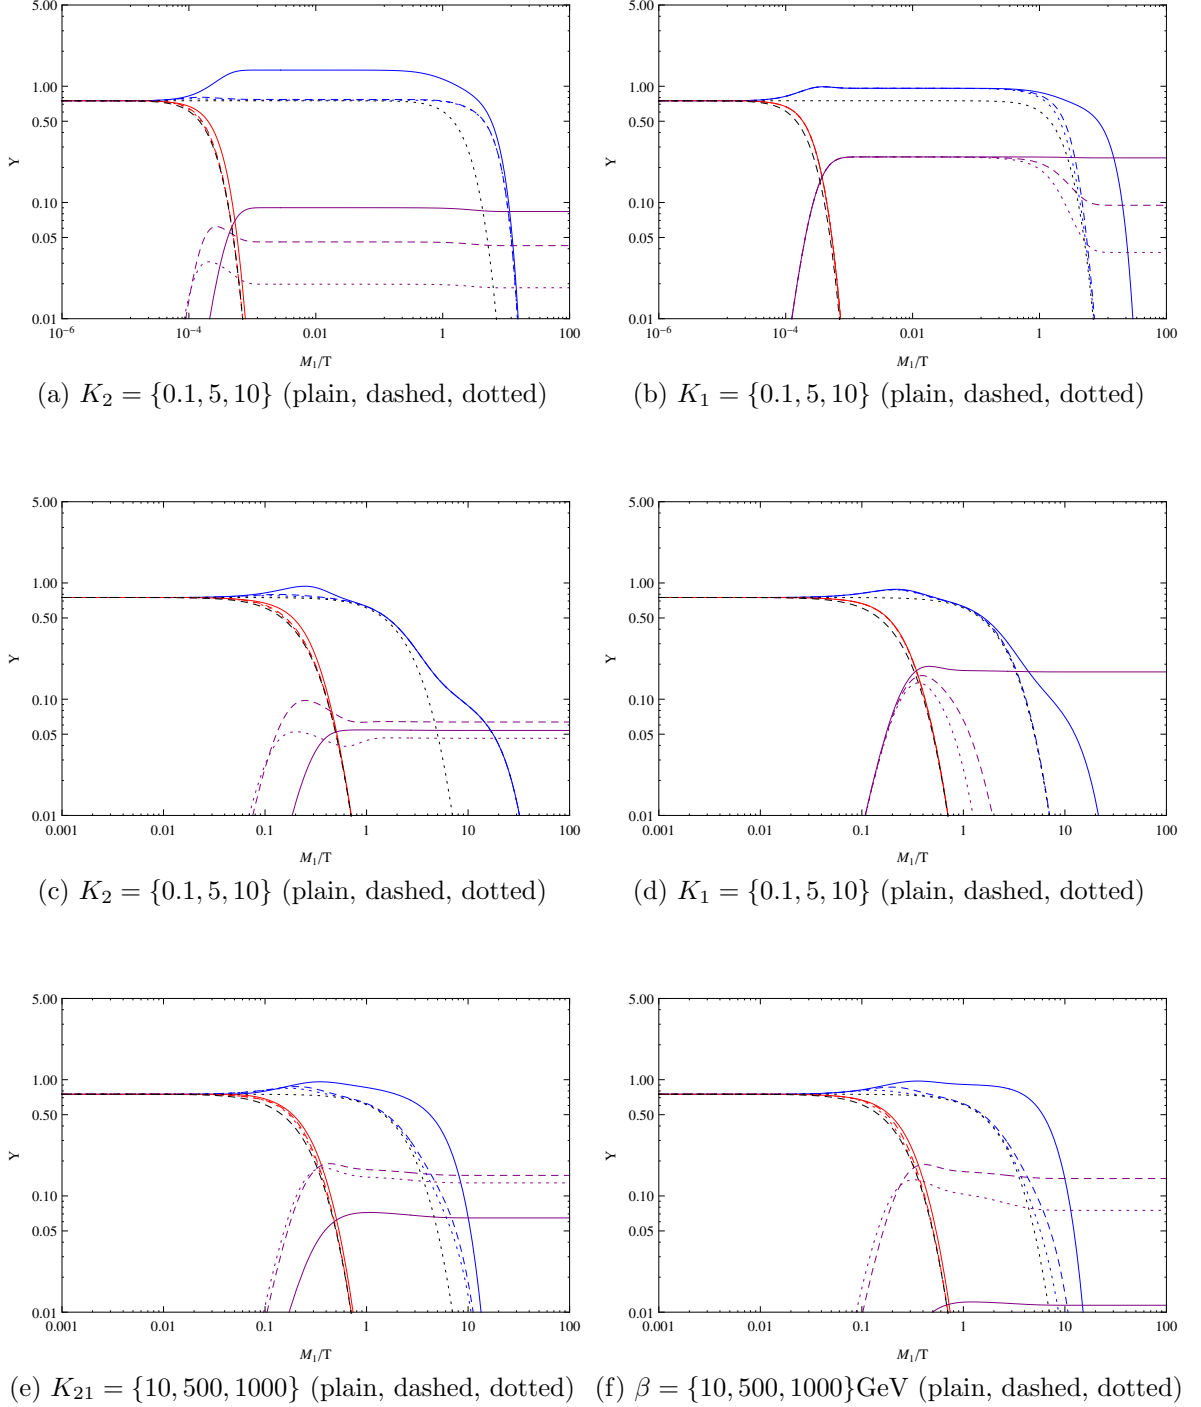 5.00 5.00
1.00 1.00
0.50 0.50
Y Y
0.10 0.10
0.05 0.05
0.01 0.01
10⁻⁶ 10⁻⁴ 0.01 1 100 10⁻⁶ 10⁻⁴ 0.01 1 100
M₁/T M₁/T
(a) K₂ = {0.1, 5, 10} (plain, dashed, dotted) (b) K₁ = {0.1, 5, 10} (plain, dashed, dotted)
5.00 5.00
1.00 1.00
0.50 0.50
Y Y
0.10 0.10
0.05 0.05
0.01 0.01
0.001 0.01 0.1 1 10 100 0.001 0.01 0.1 1 10 100
M₁/T M₁/T
(c) K₂ = {0.1, 5, 10} (plain, dashed, dotted) (d) K₁ = {0.1, 5, 10} (plain, dashed, dotted)
5.00 5.00
1.00 1.00
0.50 0.50
Y Y
0.10 0.10
0.05 0.05
0.01 0.01
0.001 0.01 0.1 1 10 100 0.001 0.01 0.1 1 10 100
M₁/T M₁/T
(e) K₂₁ = {10, 500, 1000} (plain, dashed, dotted) (f) β = {10, 500, 1000}GeV (plain, dashed, dotted)